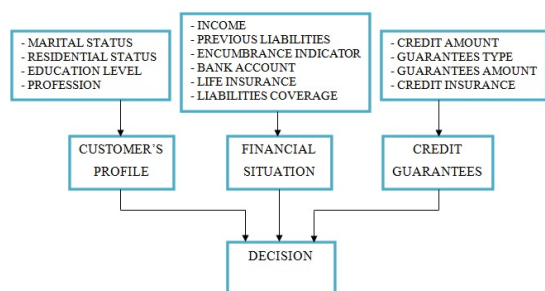 - MARITAL STATUS
- RESIDENTIAL STATUS
- EDUCATION LEVEL
- PROFESSION
- INCOME
- PREVIOUS LIABILITIES
- ENCUMBRANCE INDICATOR
- BANK ACCOUNT
- LIFE INSURANCE
- LIABILITIES COVERAGE
- CREDIT AMOUNT
- GUARANTEES TYPE
- GUARANTEES AMOUNT
- CREDIT INSURANCE
CUSTOMER'S
PROFILE
FINANCIAL
SITUATION
CREDIT
GUARANTEES
DECISION